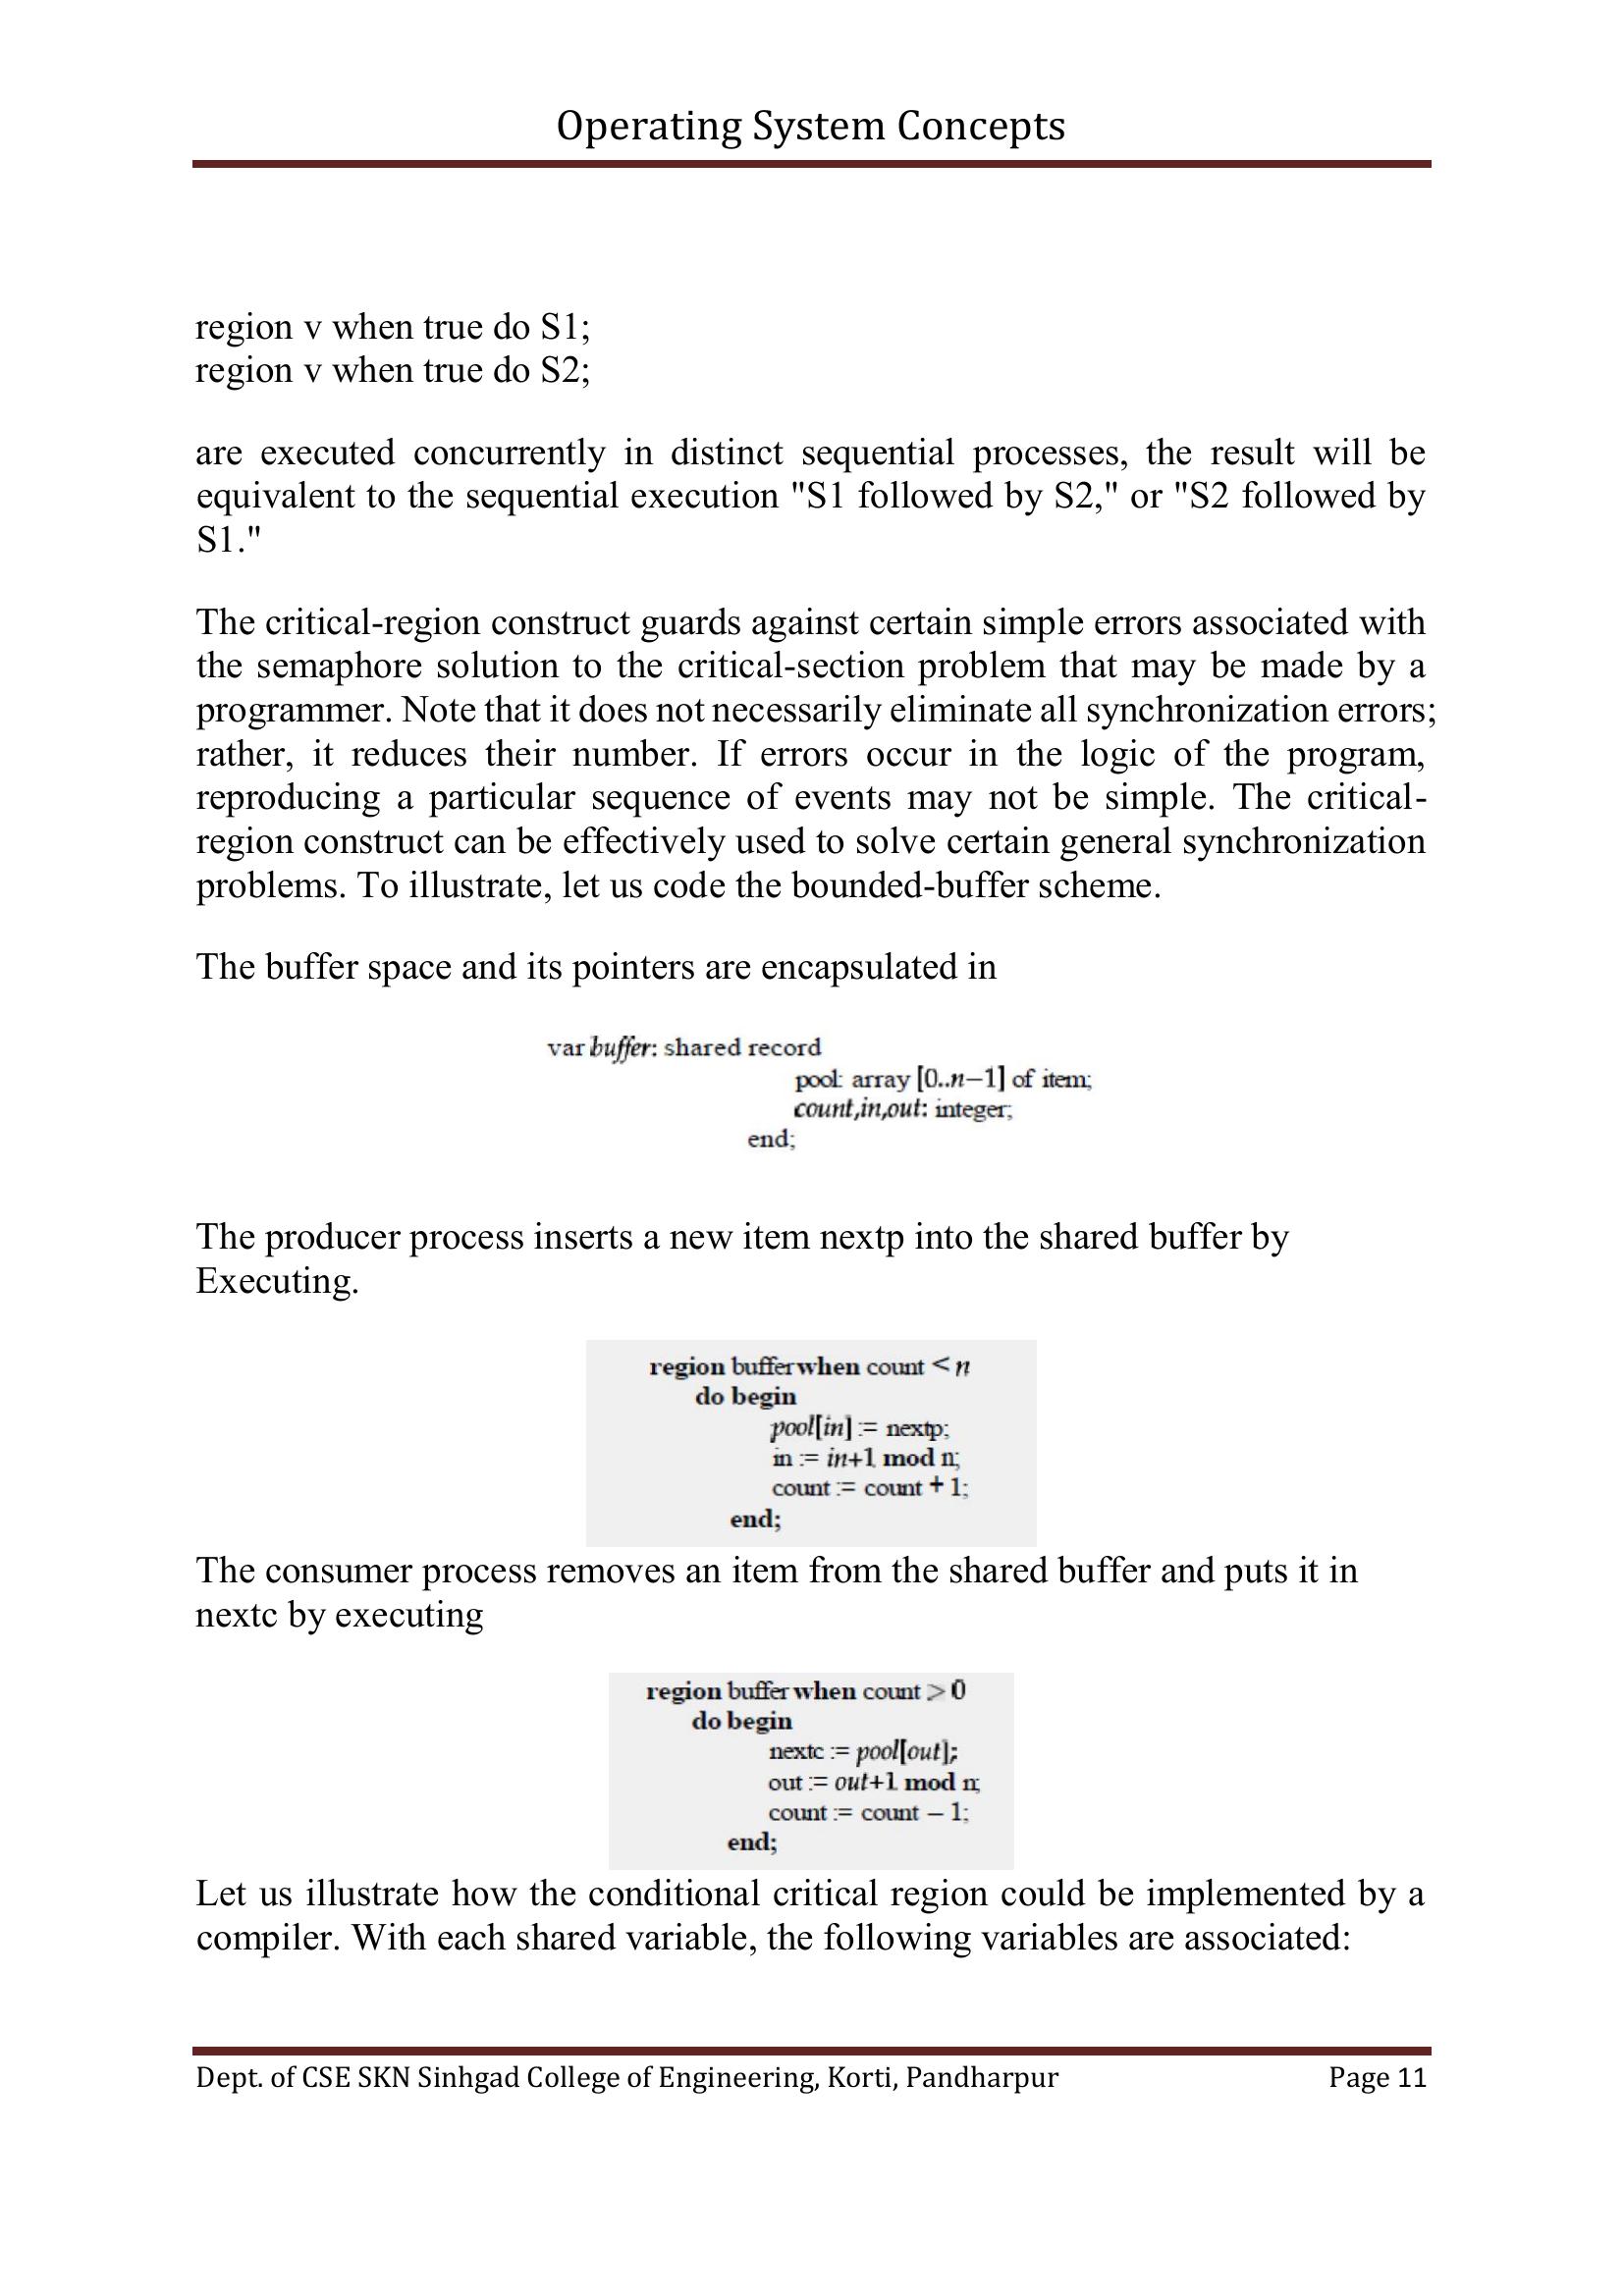 Operating System Concepts
region v when true do S1;
region v when true do S2;
are executed concurrently in distinct sequential processes, the result will be
equivalent to the sequential execution "S1 followed by S2," or "S2 followed by
S1."
The critical-region construct guards against certain simple errors associated with
the semaphore solution to the critical-section problem that may be made by a
programmer. Note that it does not necessarily eliminate all synchronization errors;
rather, it reduces their number. If errors occur in the logic of the program,
reproducing a particular sequence of events may not be simple. The critical-
region construct can be effectively used to solve certain general synchronization
problems. To illustrate, let us code the bounded-buffer scheme.
The buffer space and its pointers are encapsulated in
var buffer: shared record
pool: array [0..n−1] of item;
count,in,out: integer;
end;
The producer process inserts a new item nextp into the shared buffer by
Executing.
region buffer when count < n
do begin
pool[in] := nextp;
in := in+1 mod n;
count := count + 1;
end;
The consumer process removes an item from the shared buffer and puts it in
nextc by executing
region buffer when count > 0
do begin
nextc := pool[out];
out := out+1 mod n;
count := count − 1;
end;
Let us illustrate how the conditional critical region could be implemented by a
compiler. With each shared variable, the following variables are associated:
Dept. of CSE SKN Sinhgad College of Engineering, Korti, Pandharpur Page 11